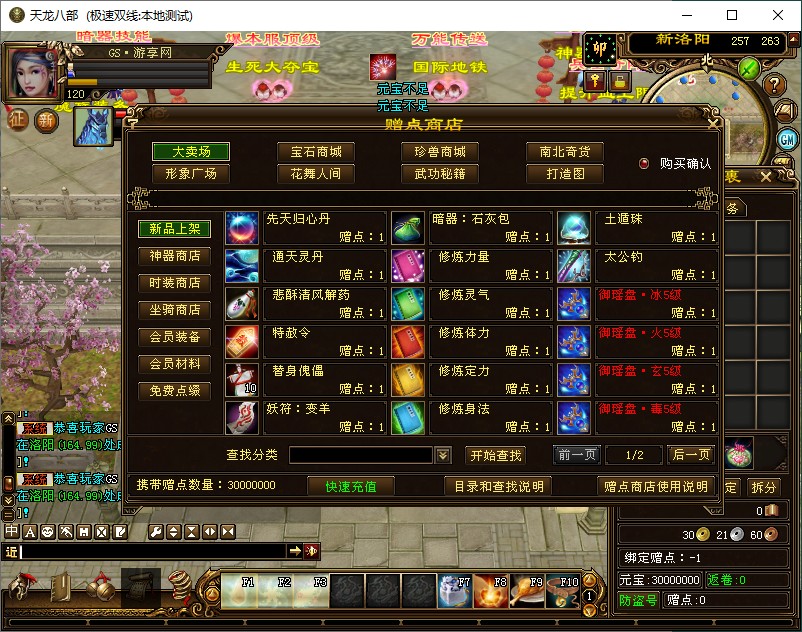 天龙八部 (极速双线:本地测试)
暗器技能
爆本服顶级
万能传送
GS·游享网
120
生死大夺宝
国际地铁
元宝不足
元宝不足
新洛阳 257 263
北
GM
征
新
赠点商店
大卖场
宝石商城
珍兽商城
南北奇货
形象广场
花舞人间
武功秘籍
打造图
购买确认
新品上架
神器商店
时装商店
坐骑商店
会员装备
会员材料
免费点缀
先天归心丹
赠点:1
暗器:石灰包
赠点:1
土遁珠
赠点:1
通天灵丹
赠点:1
修炼力量
赠点:1
太公钓
赠点:1
悲酥清风解药
赠点:1
修炼灵气
赠点:1
御瑶盘·冰5级
赠点:1
特赦令
赠点:1
修炼体力
赠点:1
御瑶盘·火5级
赠点:1
替身傀儡
10
赠点:1
修炼定力
赠点:1
御瑶盘·玄5级
赠点:1
妖符:变羊
赠点:1
修炼身法
赠点:1
御瑶盘·毒5级
赠点:1
查找分类
开始查找
前一页
1/2
后一页
携带赠点数量:30000000
快速充值
目录和查找说明
赠点商店使用说明
务
定
拆分
0
30 21 60
绑定赠点:-1
元宝:30000000
返卷:0
防盗号
赠点:0
系统 恭喜玩家GS
在洛阳(164,99)处
系统 恭喜玩家GS
在洛阳(164,99)处
中
近
F1 F2 F3 F7 F8 F9 F10
1